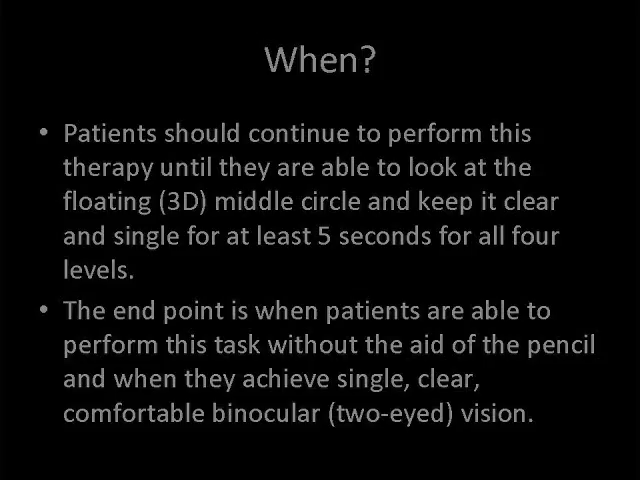 When?
• Patients should continue to perform this
therapy until they are able to look at the
floating (3D) middle circle and keep it clear
and single for at least 5 seconds for all four
levels.
• The end point is when patients are able to
perform this task without the aid of the pencil
and when they achieve single, clear,
comfortable binocular (two-eyed) vision.